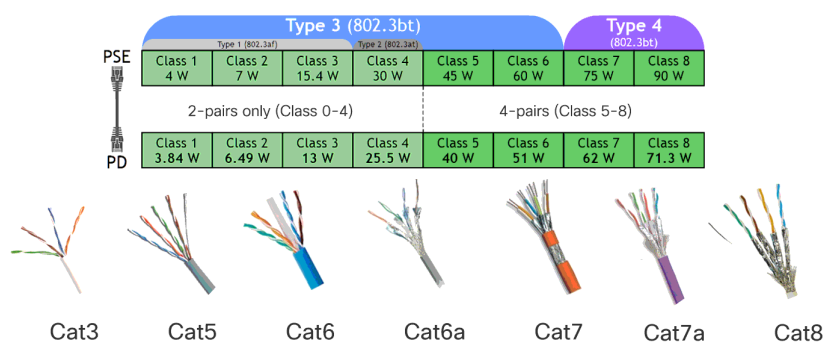 Type 3 (802.3bt)
Type 4
(802.3bt)
Type 1 (802.3af)
Type 2 (802.3at)
PSE
Class 1
4 W
Class 2
7 W
Class 3
15.4 W
Class 4
30 W
Class 5
45 W
Class 6
60 W
Class 7
75 W
Class 8
90 W
2-pairs only (Class 0-4)
4-pairs (Class 5-8)
PD
Class 1
3.84 W
Class 2
6.49 W
Class 3
13 W
Class 4
25.5 W
Class 5
40 W
Class 6
51 W
Class 7
62 W
Class 8
71.3 W
Cat3
Cat5
Cat6
Cat6a
Cat7
Cat7a
Cat8